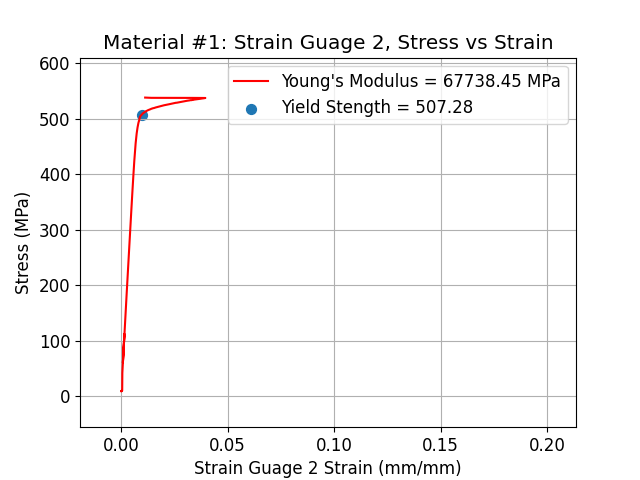 Material #1: Strain Guage 2, Stress vs Strain
Young's Modulus = 67738.45 MPa
Yield Stength = 507.28
600
500
400
300
200
100
0
Stress (MPa)
0.00 0.05 0.10 0.15 0.20
Strain Guage 2 Strain (mm/mm)